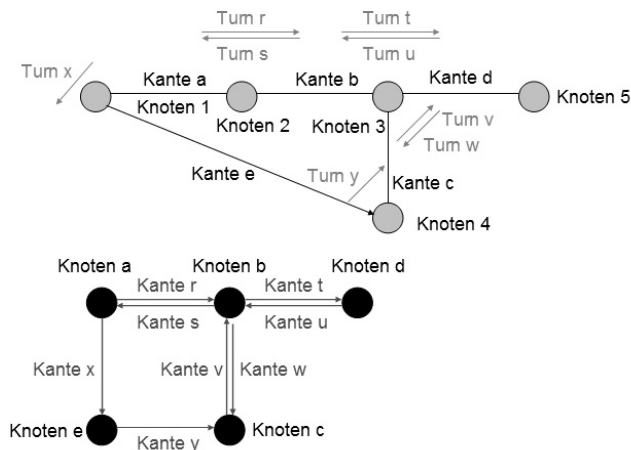 Turn r
Turn t
Turn s
Turn u
Turn x
Kante a
Kante b
Kante d
Knoten 1
Knoten 2
Knoten 3
Knoten 5
Turn v
Turn w
Kante e
Turn y
Kante c
Knoten 4
Knoten a
Knoten b
Knoten d
Kante r
Kante t
Kante s
Kante u
Kante x
Kante v
Kante w
Knoten e
Kante y
Knoten c